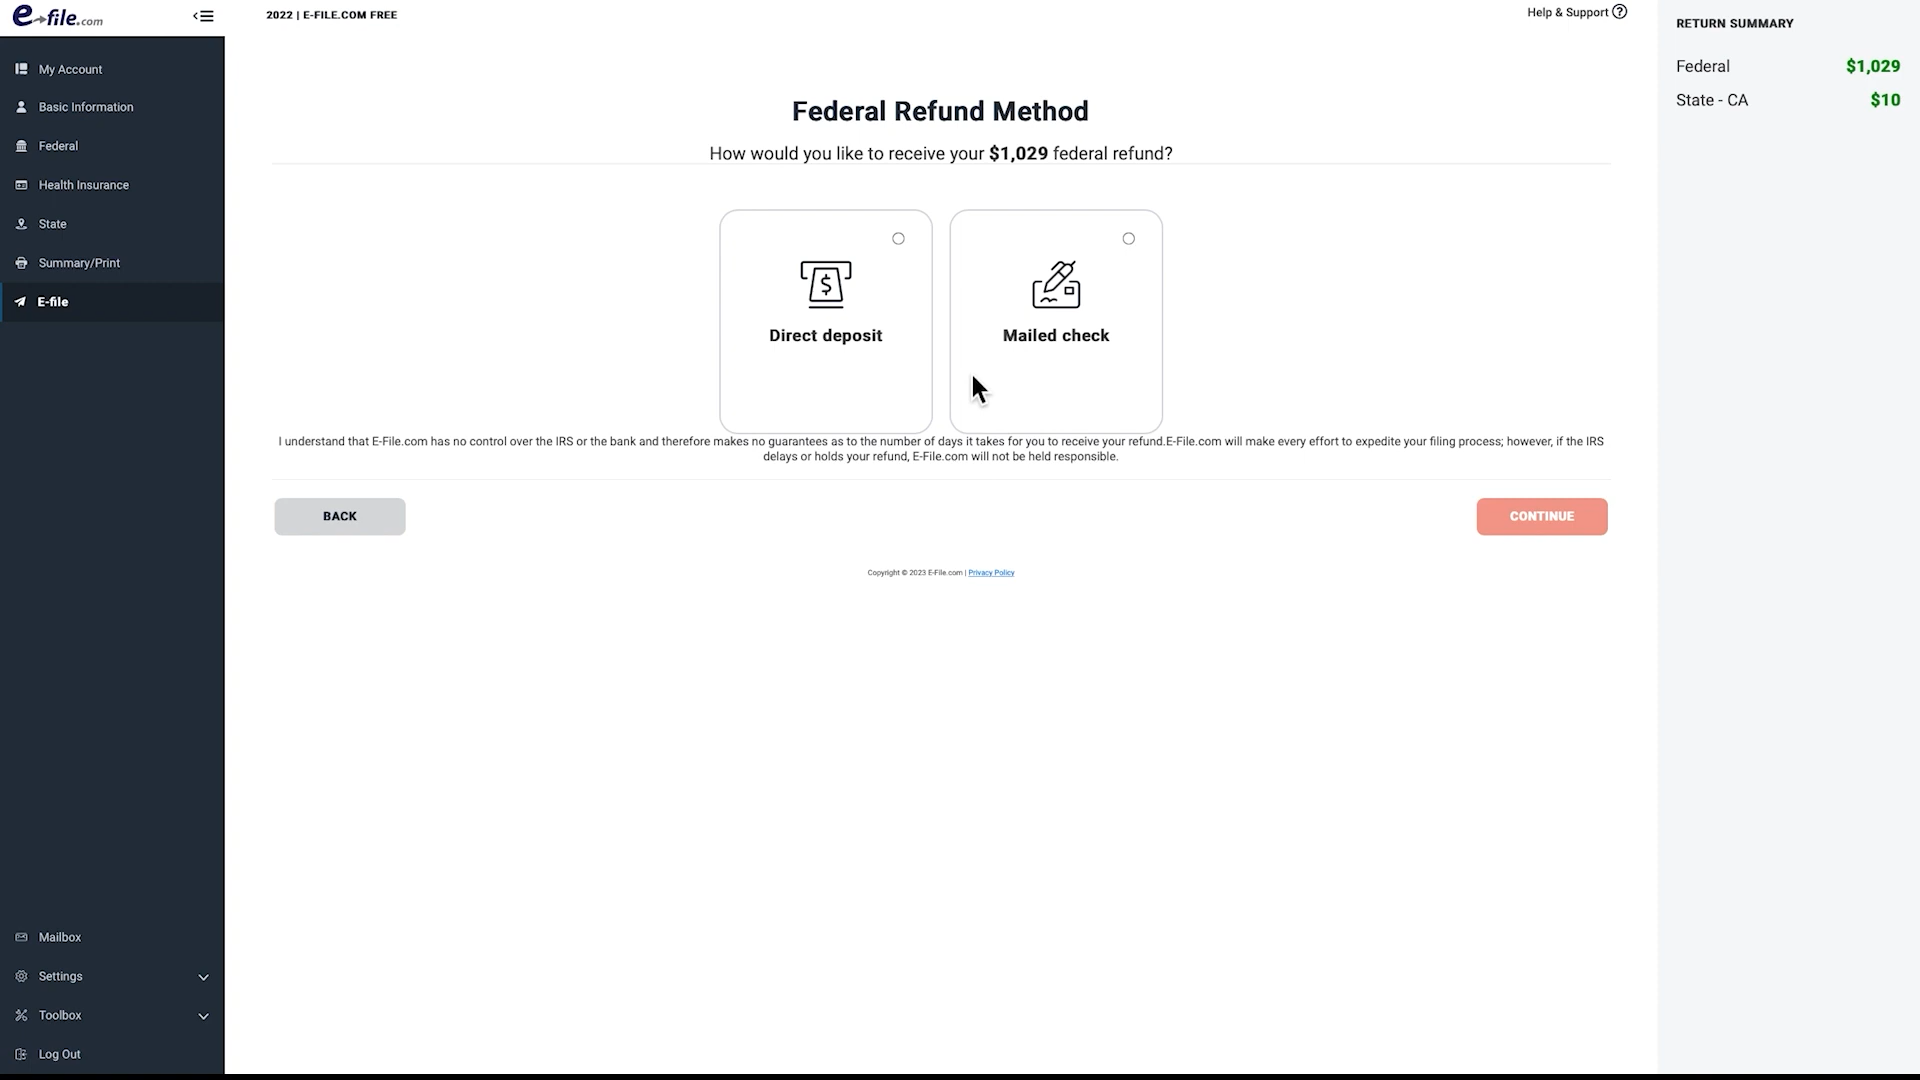 e-file.com
2022 | E-FILE.COM FREE
Help & Support
My Account
Basic Information
Federal
Health Insurance
State
Summary/Print
E-file
Mailbox
Settings
Toolbox
Log Out
Federal Refund Method
How would you like to receive your $1,029 federal refund?
Direct deposit
Mailed check
I understand that E-File.com has no control over the IRS or the bank and therefore makes no guarantees as to the number of days it takes for you to receive your refund.E-File.com will make every effort to expedite your filing process; however, if the IRS
delays or holds your refund, E-File.com will not be held responsible.
BACK
CONTINUE
Copyright © 2023 E-File.com | Privacy Policy
RETURN SUMMARY
Federal $1,029
State - CA $10